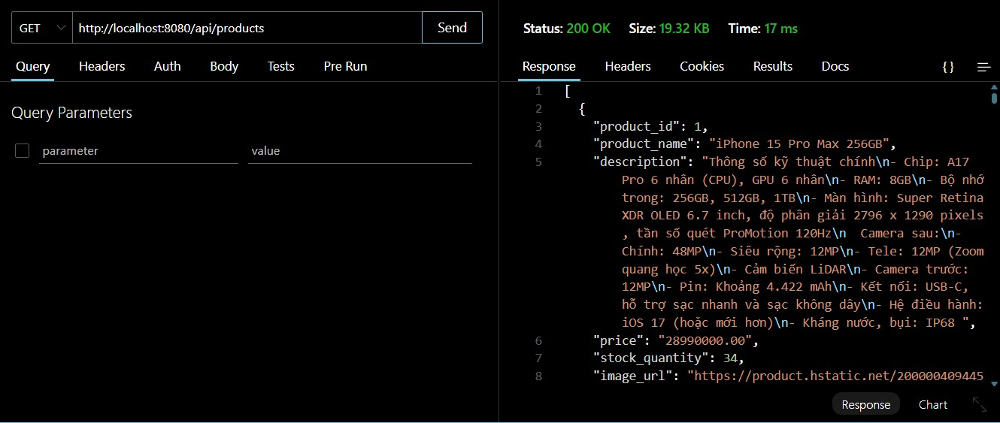 GET http://localhost:8080/api/products Send
Query Headers Auth Body Tests Pre Run
Query Parameters
parameter value
Status: 200 OK Size: 19.32 KB Time: 17 ms
Response Headers Cookies Results Docs {}
1 [
2 {
3 "product_id": 1,
4 "product_name": "iPhone 15 Pro Max 256GB",
5 "description": "Thông số kỹ thuật chính\n- Chip: A17
Pro 6 nhân (CPU), GPU 6 nhân\n- RAM: 8GB\n- Bộ nhớ
trong: 256GB, 512GB, 1TB\n- Màn hình: Super Retina
XDR OLED 6.7 inch, độ phân giải 2796 x 1290 pixels
, tần số quét ProMotion 120Hz\n  Camera sau:\n-
Chính: 48MP\n- Siêu rộng: 12MP\n- Tele: 12MP (Zoom
quang học 5x)\n- Cảm biến LiDAR\n- Camera trước:
12MP\n- Pin: Khoảng 4.422 mAh\n- Kết nối: USB-C,
hỗ trợ sạc nhanh và sạc không dây\n- Hệ điều hành:
iOS 17 (hoặc mới hơn)\n- Kháng nước, bụi: IP68 ",
6 "price": "28990000.00",
7 "stock_quantity": 34,
8 "image_url": "https://product.hstatic.net/200000409445
Response Chart